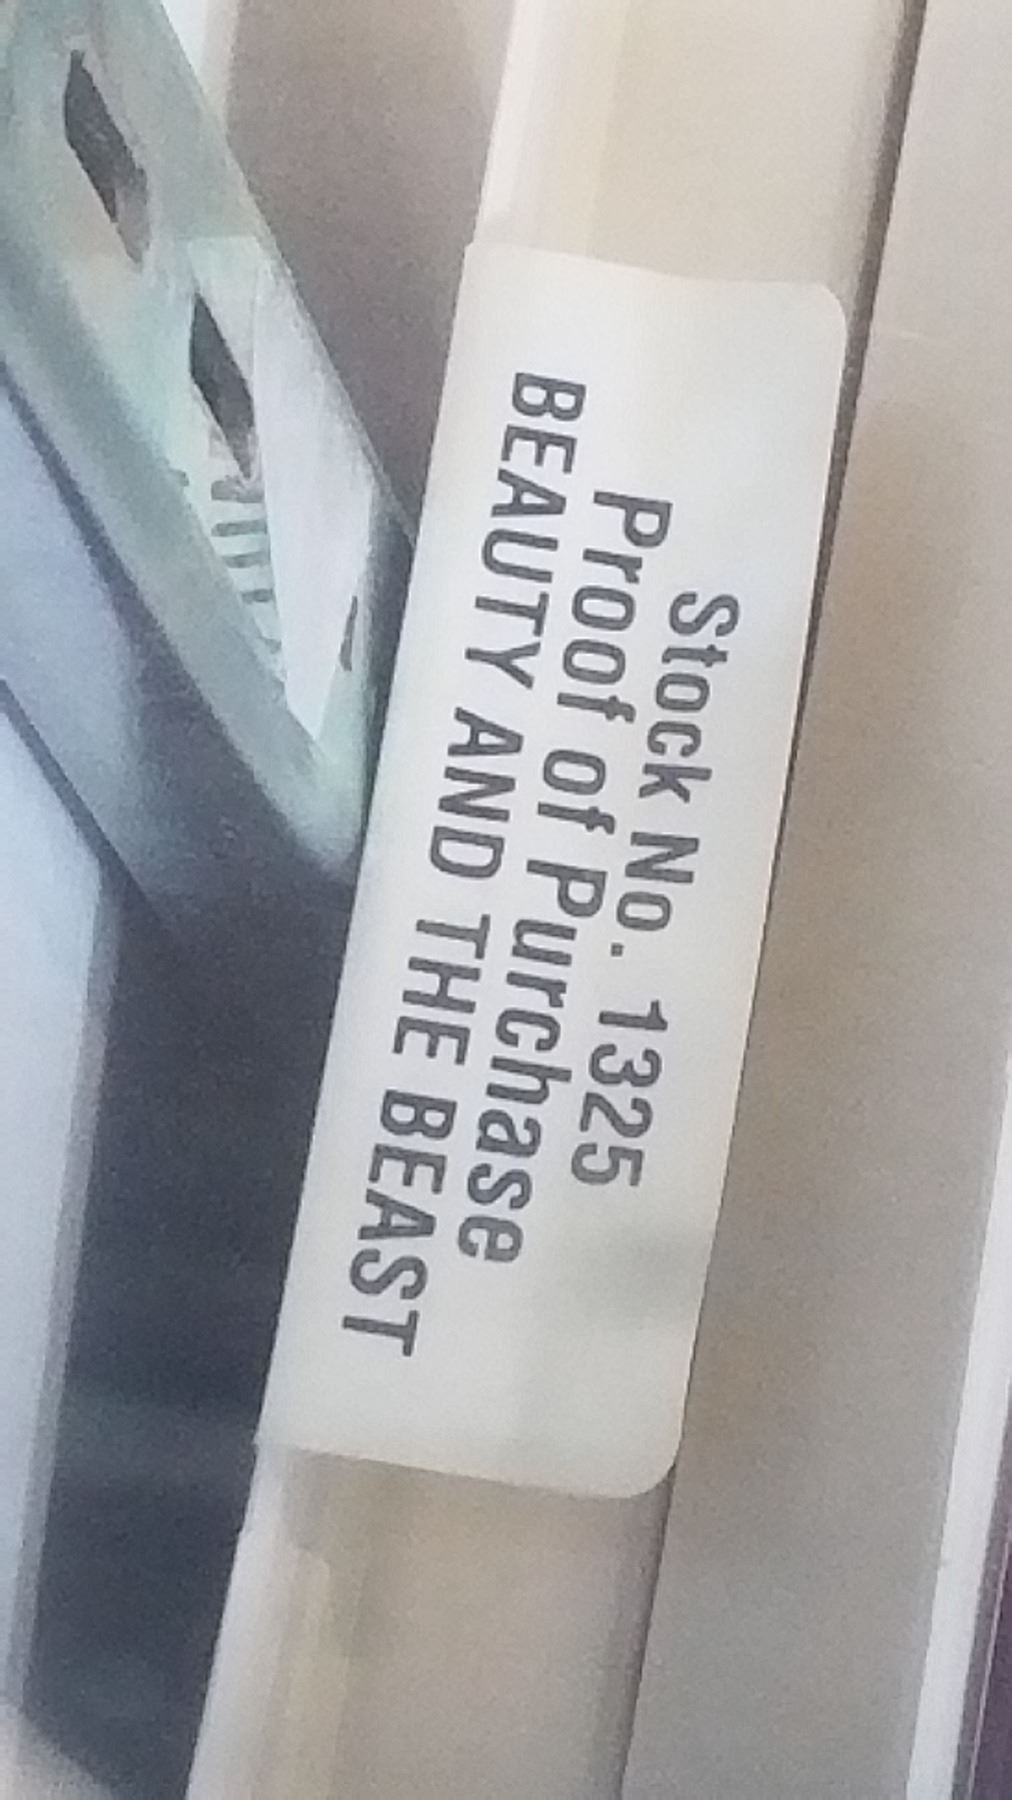 Stock No. 1325
Proof of Purchase
BEAUTY AND THE BEAST